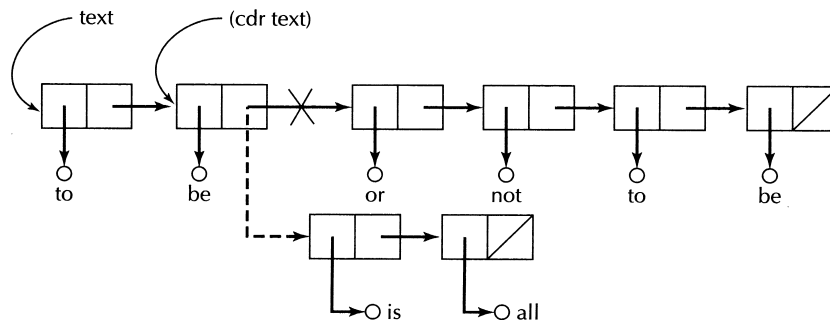 text (cdr text)
to be or not to be
is all